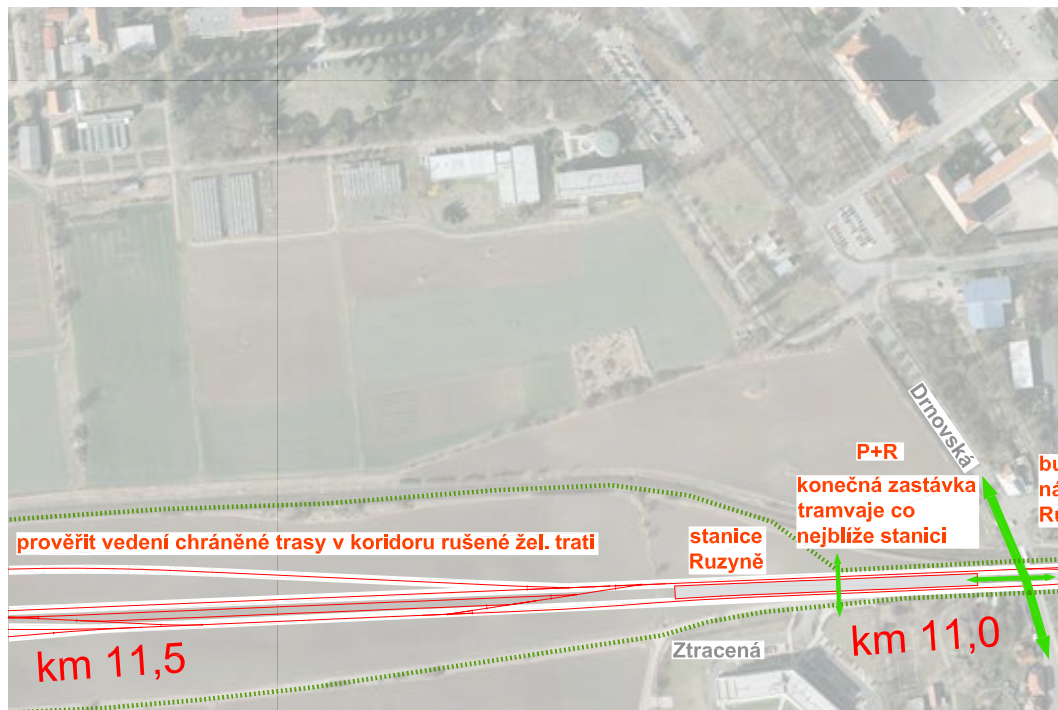 Drnovská
P+R
konečná zastávka
tramvaje co
nejblíže stanici
prověřit vedení chráněné trasy v koridoru rušené žel. trati
stanice
Ruzyně
km 11,5
Ztracená
km 11,0